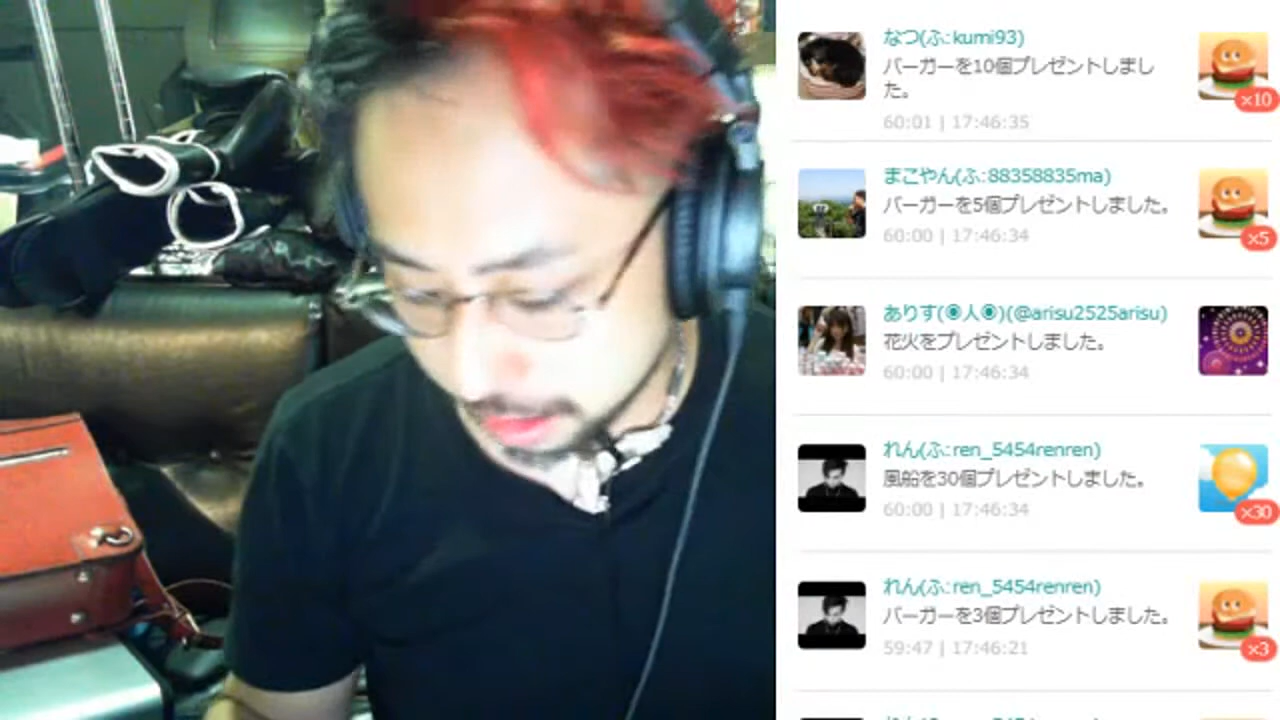 なつ(ふ:kumi93)
バーガーを10個プレゼントしまし
た。
×10
60:01 | 17:46:35
まこやん(ふ:88358835ma)
バーガーを5個プレゼントしました。
×5
60:00 | 17:46:34
ありす(◉人◉)(@arisu2525arisu)
花火をプレゼントしました。
60:00 | 17:46:34
れん(ふ:ren_5454renren)
風船を30個プレゼントしました。
×30
60:00 | 17:46:34
れん(ふ:ren_5454renren)
バーガーを3個プレゼントしました。
×3
59:47 | 17:46:21